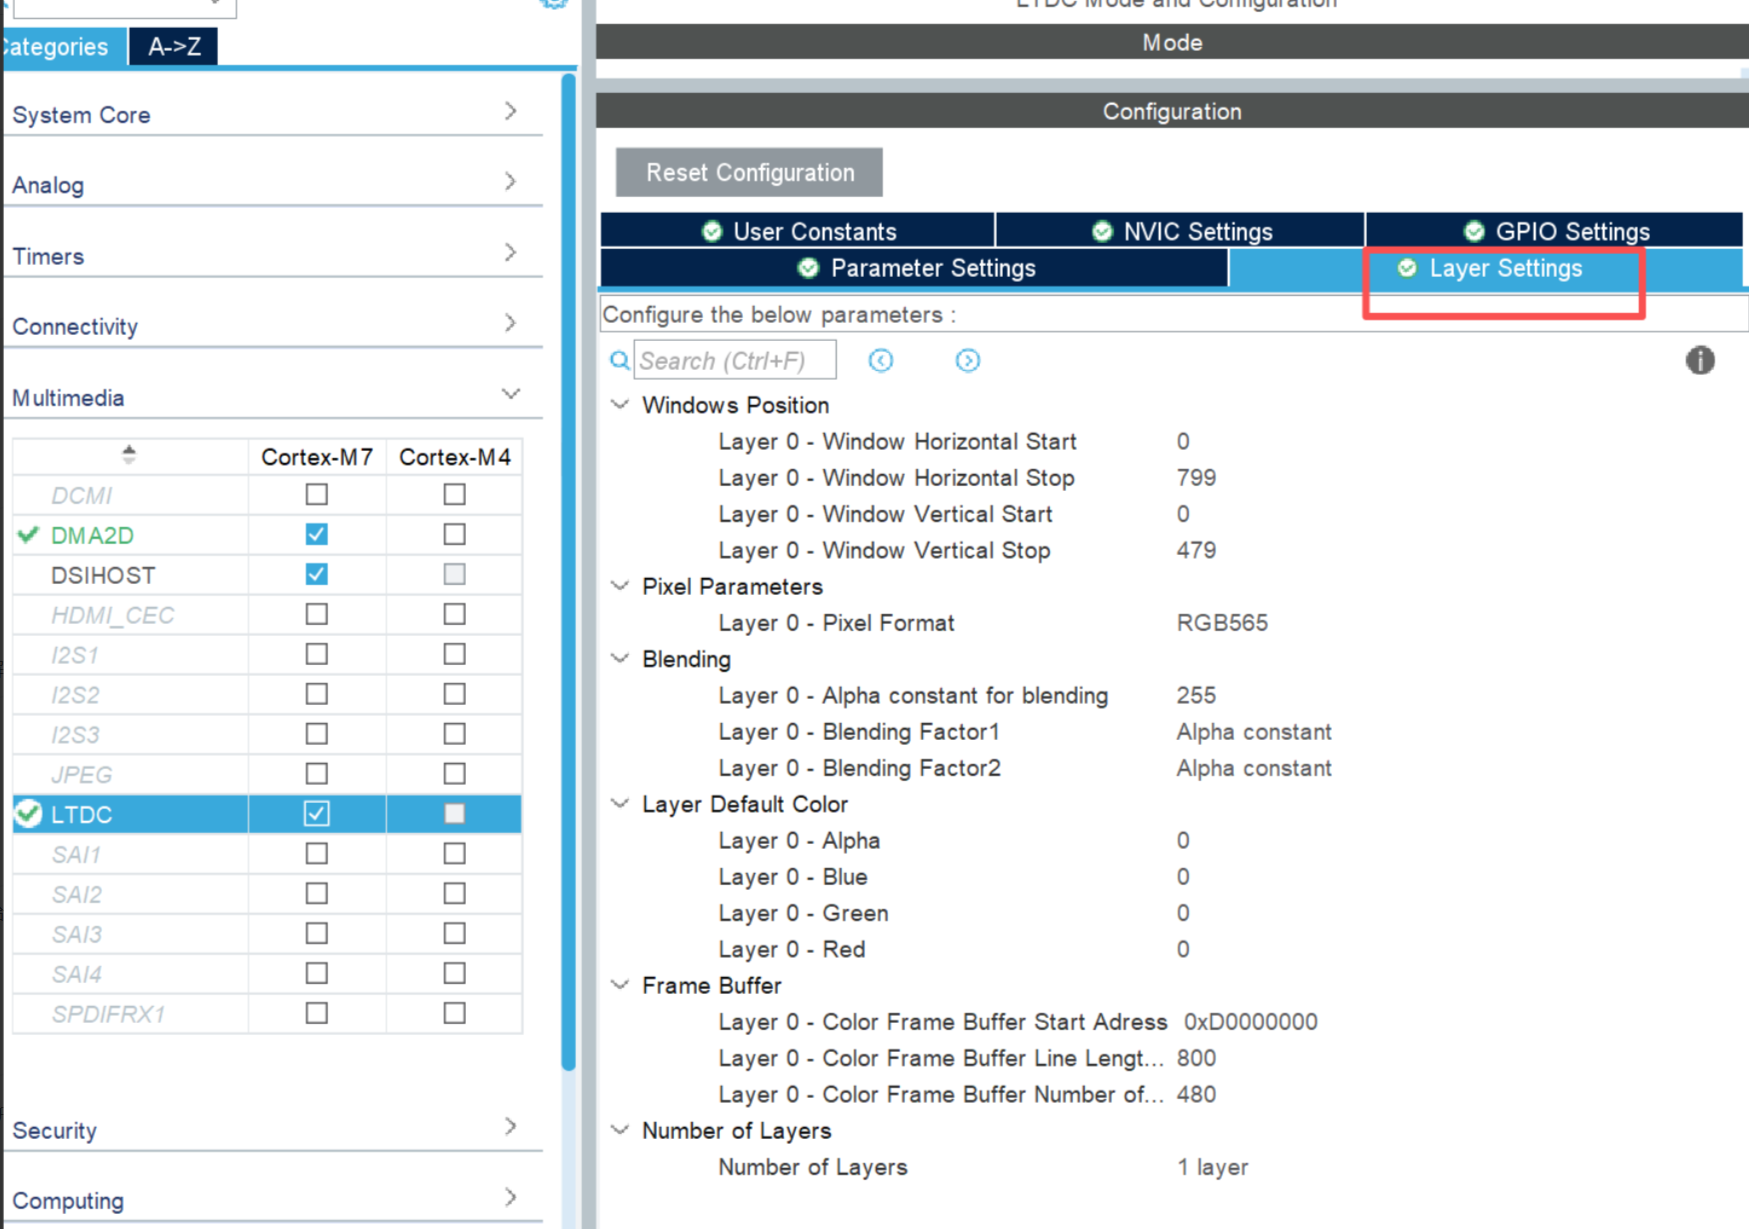 LTDC Mode and Configuration
Categories
A->Z
System Core
Analog
Timers
Connectivity
Multimedia
Cortex-M7 Cortex-M4
DCMI
DMA2D
DSIHOST
HDMI_CEC
I2S1
I2S2
I2S3
JPEG
LTDC
SAI1
SAI2
SAI3
SAI4
SPDIFRX1
Security
Computing
Mode
Configuration
Reset Configuration
User Constants
NVIC Settings
GPIO Settings
Parameter Settings
Layer Settings
Configure the below parameters :
Search (Ctrl+F)
Windows Position
Layer 0 - Window Horizontal Start 0
Layer 0 - Window Horizontal Stop 799
Layer 0 - Window Vertical Start 0
Layer 0 - Window Vertical Stop 479
Pixel Parameters
Layer 0 - Pixel Format RGB565
Blending
Layer 0 - Alpha constant for blending 255
Layer 0 - Blending Factor1 Alpha constant
Layer 0 - Blending Factor2 Alpha constant
Layer Default Color
Layer 0 - Alpha 0
Layer 0 - Blue 0
Layer 0 - Green 0
Layer 0 - Red 0
Frame Buffer
Layer 0 - Color Frame Buffer Start Adress 0xD0000000
Layer 0 - Color Frame Buffer Line Lengt... 800
Layer 0 - Color Frame Buffer Number of... 480
Number of Layers
Number of Layers 1 layer